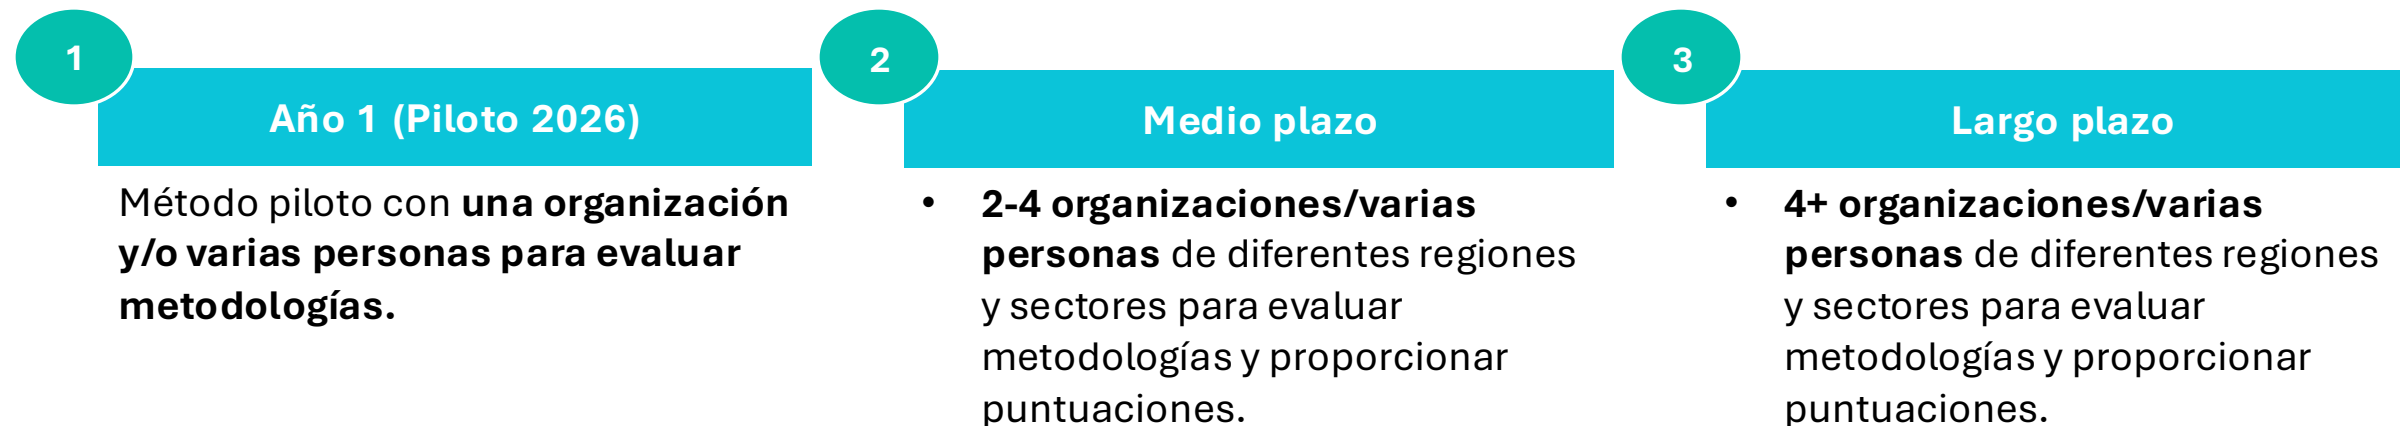 1
Año 1 (Piloto 2026)
Método piloto con una organización
y/o varias personas para evaluar
metodologías.
2
Medio plazo
• 2-4 organizaciones/varias
personas de diferentes regiones
y sectores para evaluar
metodologías y proporcionar
puntuaciones.
3
Largo plazo
• 4+ organizaciones/varias
personas de diferentes regiones
y sectores para evaluar
metodologías y proporcionar
puntuaciones.